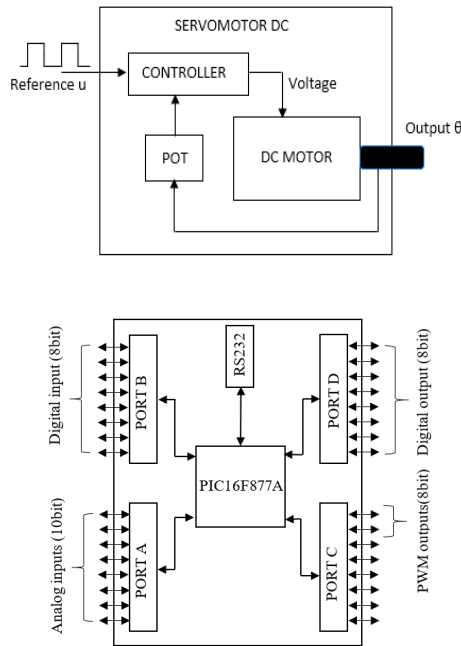 SERVOMOTOR DC
CONTROLLER
Reference u
Voltage
Output θ
POT
DC MOTOR
Digital input (8bit)
PORT B
RS232
PORT D
Digital output (8bit)
PIC16F877A
Analog inputs (10bit)
PORT A
PORT C
PWM outputs(8bit)